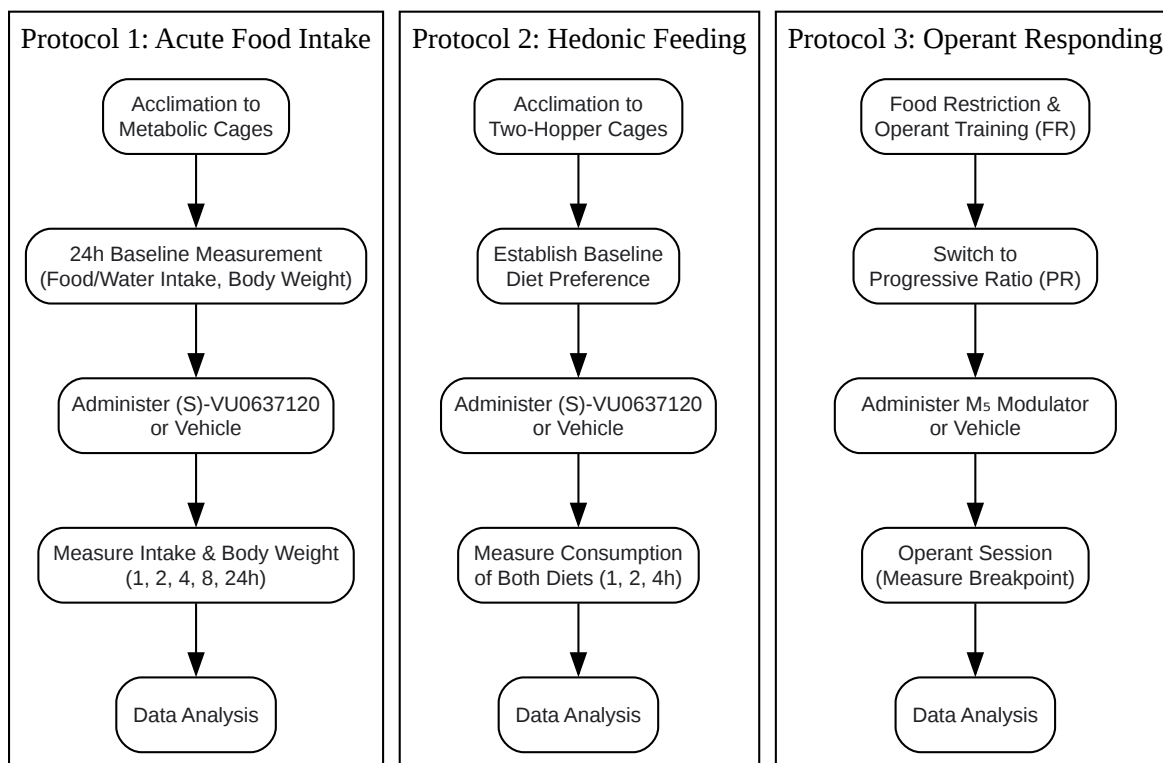 Protocol 1: Acute Food Intake
Acclimation to
Metabolic Cages
24h Baseline Measurement
(Food/Water Intake, Body Weight)
Administer (S)-VU0637120
or Vehicle
Measure Intake & Body Weight
(1, 2, 4, 8, 24h)
Data Analysis
Protocol 2: Hedonic Feeding
Acclimation to
Two-Hopper Cages
Establish Baseline
Diet Preference
Administer (S)-VU0637120
or Vehicle
Measure Consumption
of Both Diets (1, 2, 4h)
Data Analysis
Protocol 3: Operant Responding
Food Restriction &
Operant Training (FR)
Switch to
Progressive Ratio (PR)
Administer M₅ Modulator
or Vehicle
Operant Session
(Measure Breakpoint)
Data Analysis